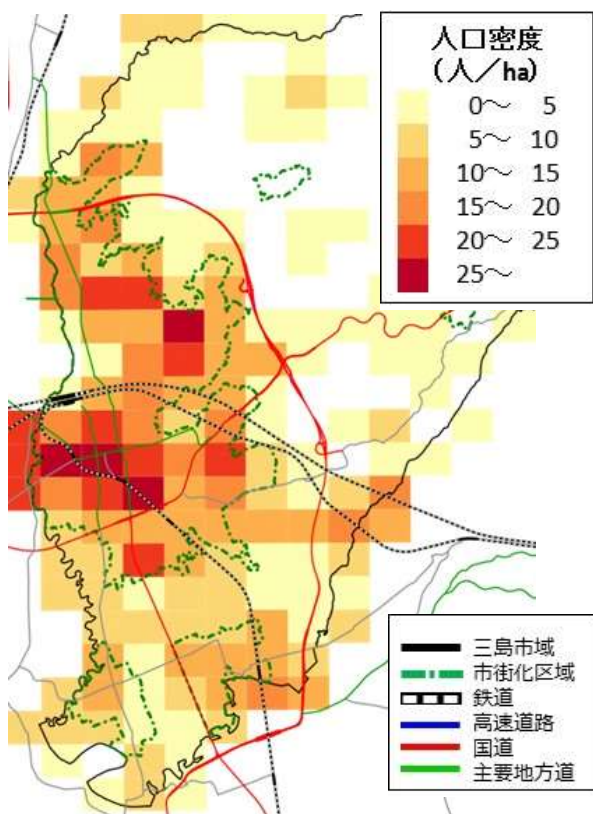 人口密度
(人/ha)
0～ 5
5～ 10
10～ 15
15～ 20
20～ 25
25～
三島市域
市街化区域
鉄道
高速道路
国道
主要地方道